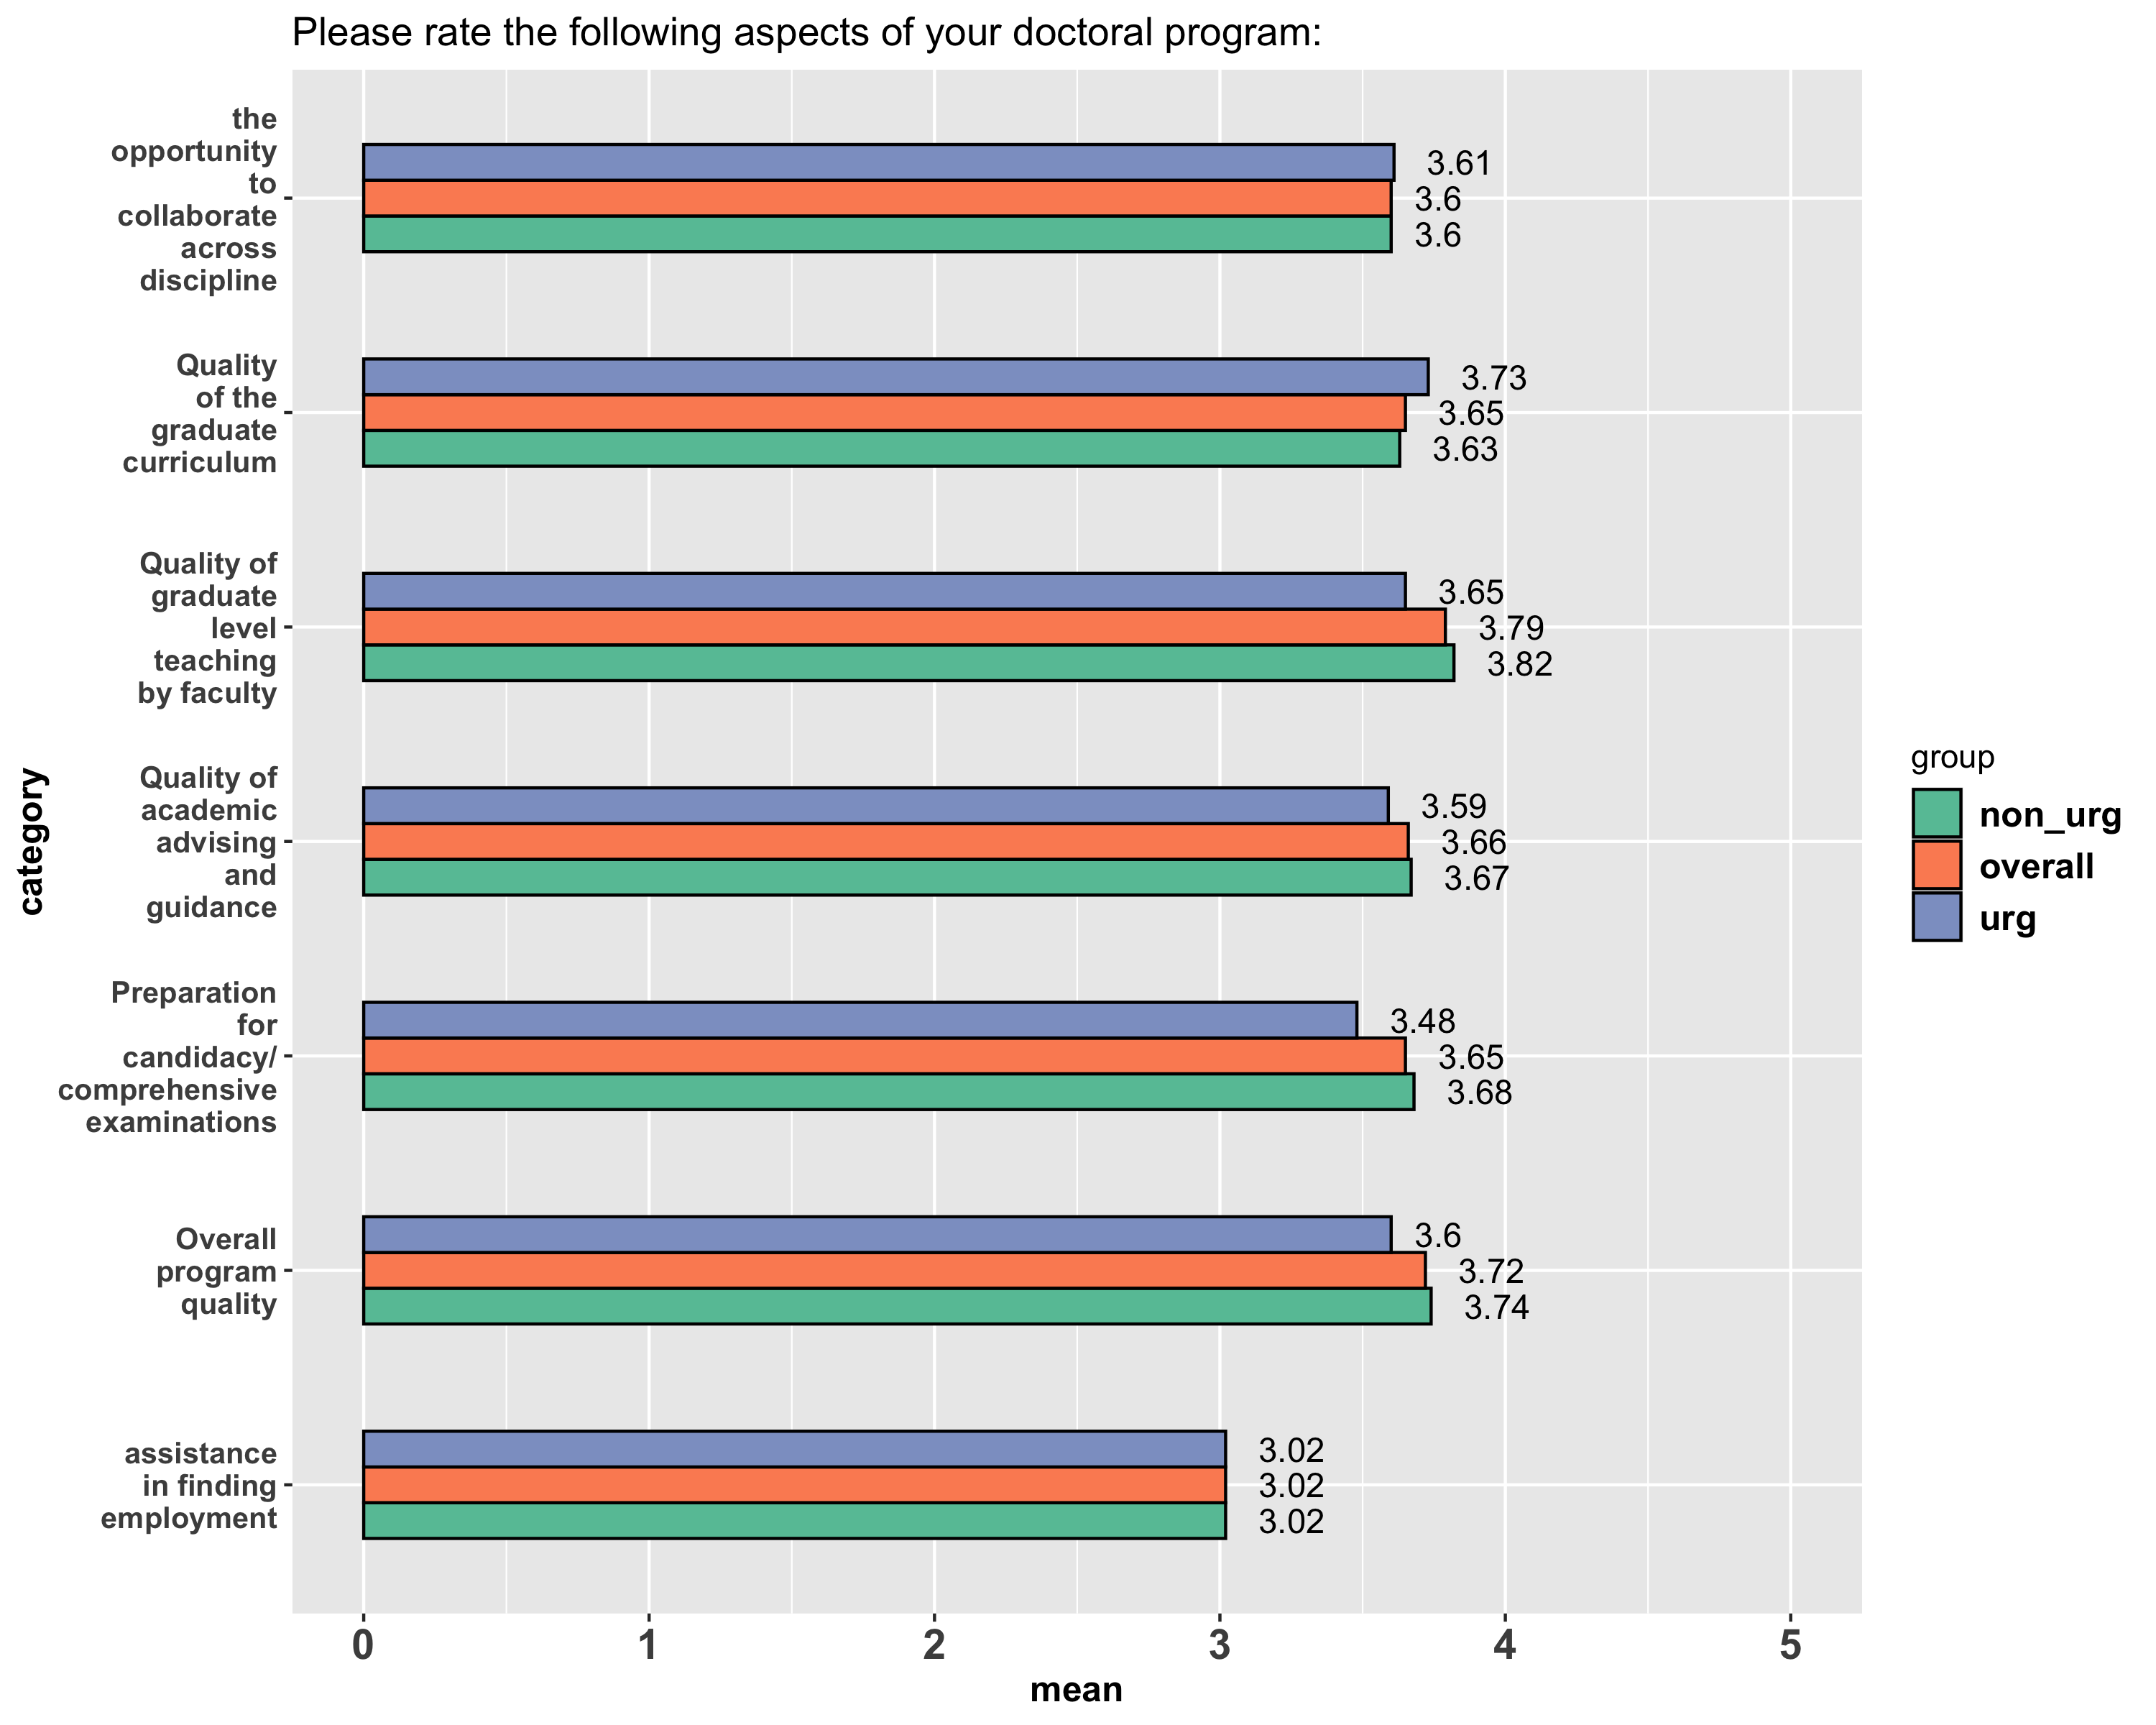 Please rate the following aspects of your doctoral program:
the
opportunity
to
collaborate
across
discipline
3.61
3.6
3.6
Quality
of the
graduate
curriculum
3.73
3.65
3.63
Quality of
graduate
level
teaching
by faculty
3.65
3.79
3.82
Quality of
academic
advising
and
guidance
3.59
3.66
3.67
Preparation
for
candidacy/
comprehensive
examinations
3.48
3.65
3.68
Overall
program
quality
3.6
3.72
3.74
assistance
in finding
employment
3.02
3.02
3.02
category
0 1 2 3 4 5
mean
group
non_urg
overall
urg